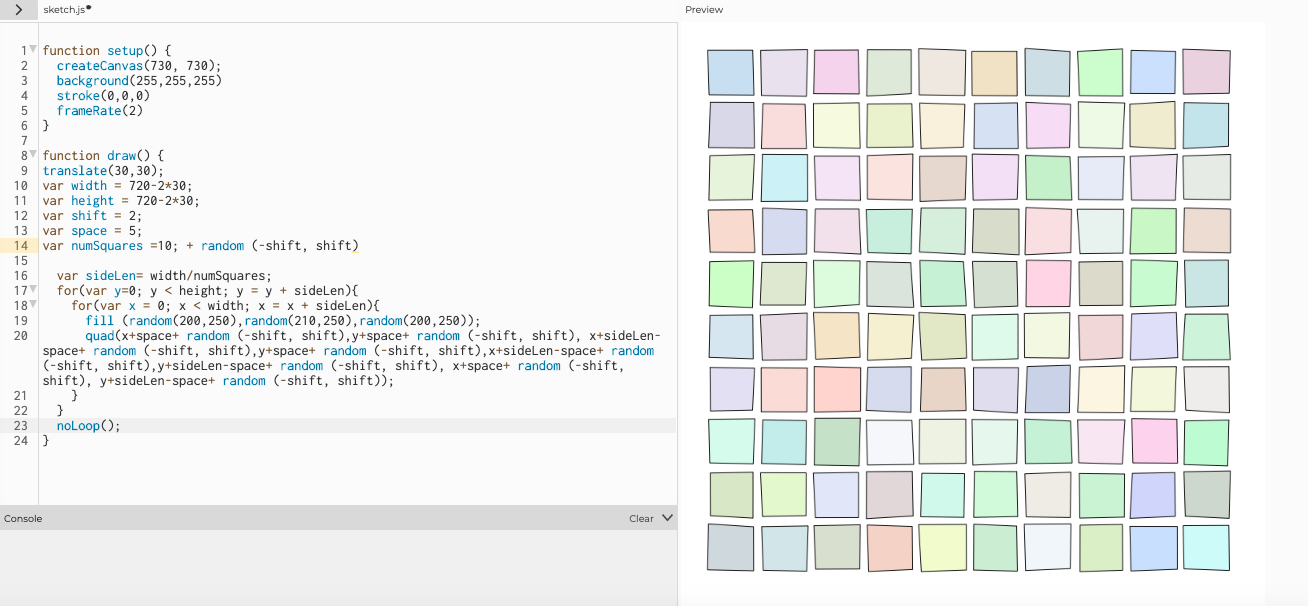 sketch.js
Preview
1 function setup() {
2 createCanvas(730, 730);
3 background(255,255,255)
4 stroke(0,0,0)
5 frameRate(2)
6 }
7
8 function draw() {
9 translate(30,30);
10 var width = 720-2*30;
11 var height = 720-2*30;
12 var shift = 2;
13 var space = 5;
14 var numSquares =10; + random (-shift, shift)
15
16 var sideLen= width/numSquares;
17 for(var y=0; y < height; y = y + sideLen){
18 for(var x = 0; x < width; x = x + sideLen){
19 fill (random(200,250),random(210,250),random(200,250));
20 quad(x+space+ random (-shift, shift),y+space+ random (-shift, shift), x+sideLen-
space+ random (-shift, shift),y+space+ random (-shift, shift),x+sideLen-space+ random
(-shift, shift),y+sideLen-space+ random (-shift, shift), x+space+ random (-shift,
shift), y+sideLen-space+ random (-shift, shift));
21 }
22 }
23 noLoop();
24 }
Console
Clear